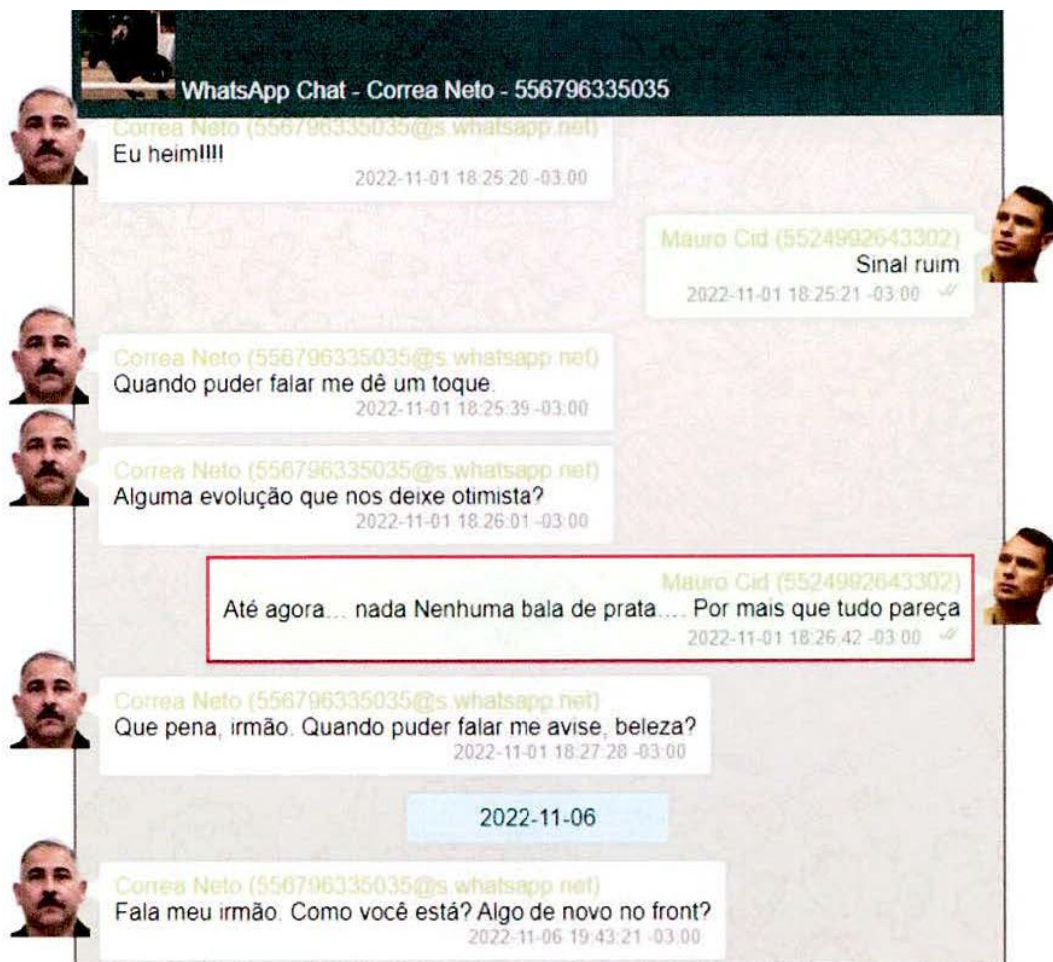 WhatsApp Chat - Correa Neto - 556796335035
Correa Neto (556796335035@s.whatsapp.net)
Eu heim!!!!
2022-11-01 18:25:20 -03:00
Mauro Cid (5524992643302)
Sinal ruim
2022-11-01 18:25:21 -03:00
Correa Neto (556796335035@s.whatsapp.net)
Quando puder falar me dê um toque.
2022-11-01 18:25:39 -03:00
Correa Neto (556796335035@s.whatsapp.net)
Alguma evolução que nos deixe otimista?
2022-11-01 18:26:01 -03:00
Mauro Cid (5524992643302)
Até agora... nada Nenhuma bala de prata.... Por mais que tudo pareça
2022-11-01 18:26:42 -03:00
Correa Neto (556796335035@s.whatsapp.net)
Que pena, irmão. Quando puder falar me avise, beleza?
2022-11-01 18:27:28 -03:00
2022-11-06
Correa Neto (556796335035@s.whatsapp.net)
Fala meu irmão. Como você está? Algo de novo no front?
2022-11-06 19:43:21 -03:00